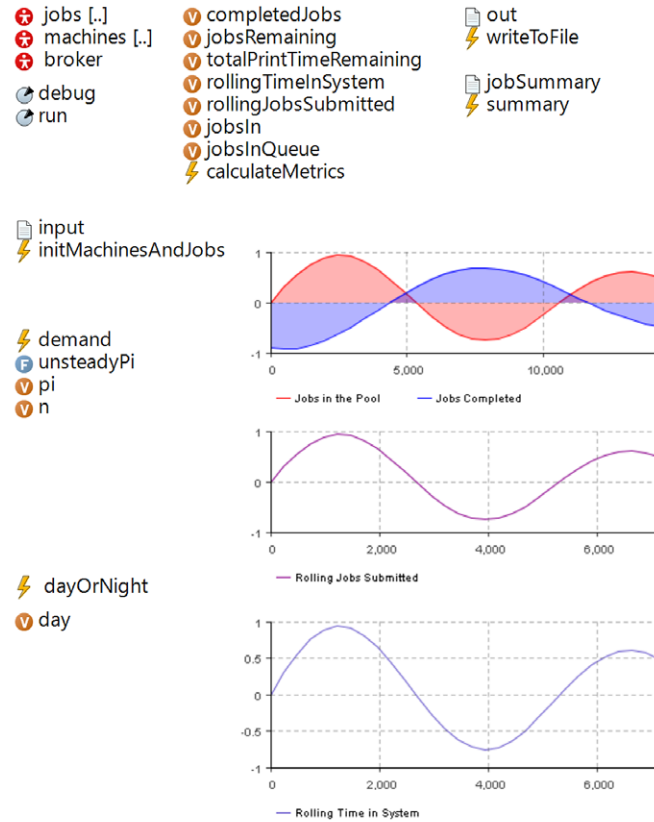 jobs [..]
machines [..]
broker
debug
run
V completedJobs
V jobsRemaining
V totalPrintTimeRemaining
V rollingTimeInSystem
V rollingJobsSubmitted
V jobsIn
V jobsInQueue
calculateMetrics
out
writeToFile
jobSummary
summary
input
initMachinesAndJobs
1
0
-1
0 5,000 10,000
Jobs in the Pool Jobs Completed
demand
F unsteadyPi
V pi
V n
1
0
-1
0 2,000 4,000 6,000
Rolling Jobs Submitted
dayOrNight
V day
1
0.5
0
-0.5
-1
0 2,000 4,000 6,000
Rolling Time in System